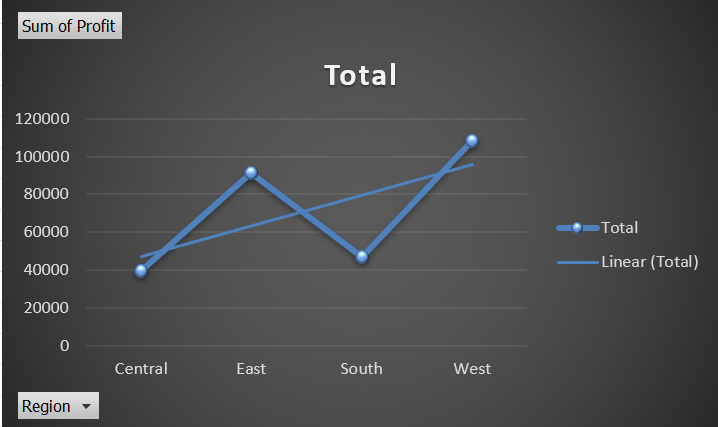 Sum of Profit
Total
120000
100000
80000
60000
40000
20000
0
Central East South West
Total
Linear (Total)
Region